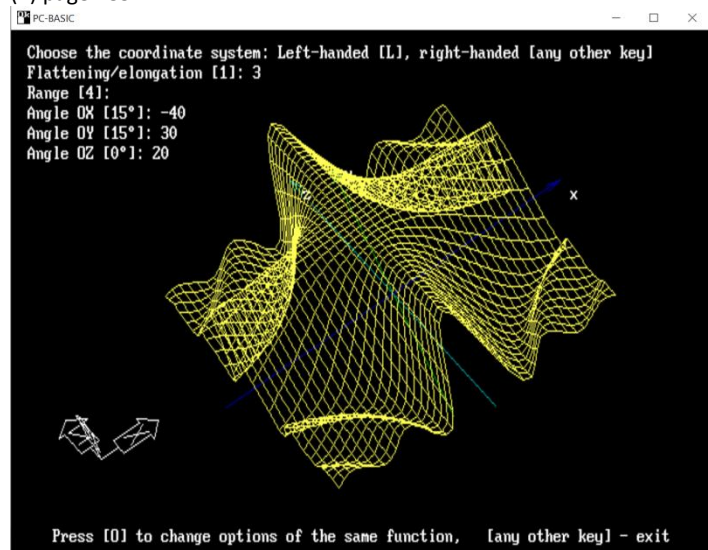 PC-BASIC
Choose the coordinate system: Left-handed [L], right-handed [any other key]
Flattening/elongation [1]: 3
Range [4]:
Angle OX [15°]: -40
Angle OY [15°]: 30
Angle OZ [0°]: 20
Z
X
Press [O] to change options of the same function, [any other key] - exit